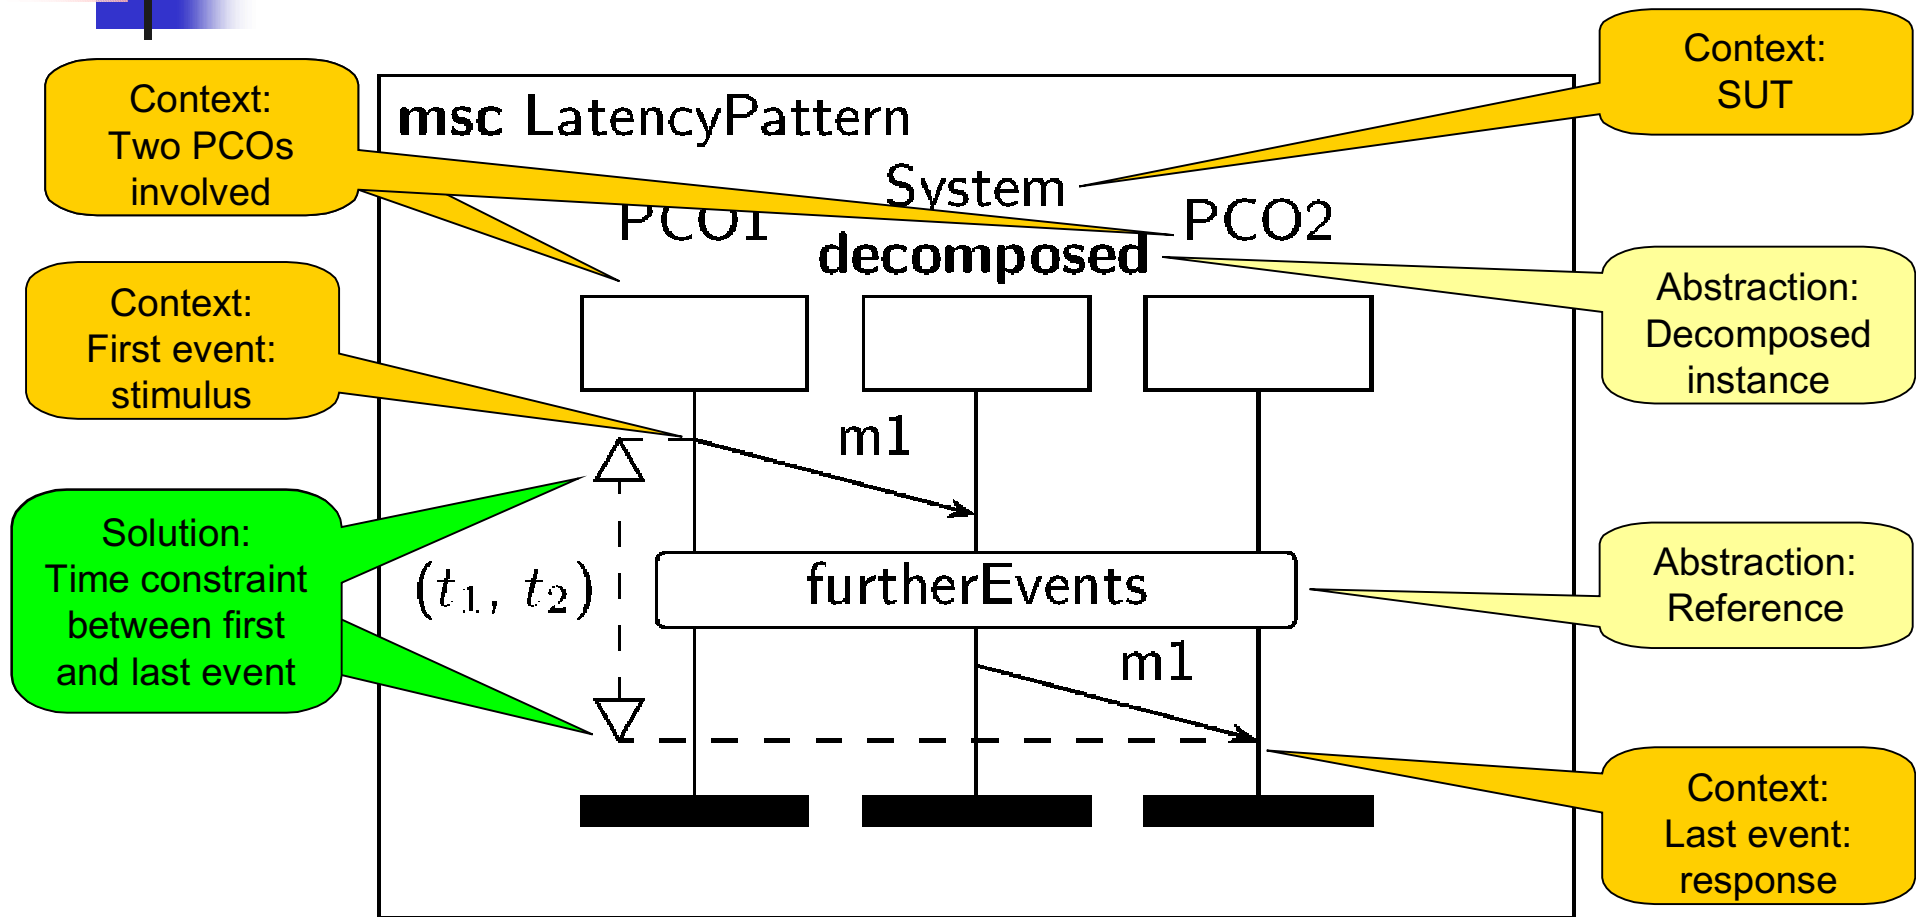 Context:
Two PCOs
involved
Context:
SUT
msc LatencyPattern
System
PCO1
PCO2
decomposed
Context:
First event:
stimulus
Abstraction:
Decomposed
instance
m1
Solution:
Time constraint
between first
and last event
(t1, t2)
furtherEvents
Abstraction:
Reference
m1
Context:
Last event:
response